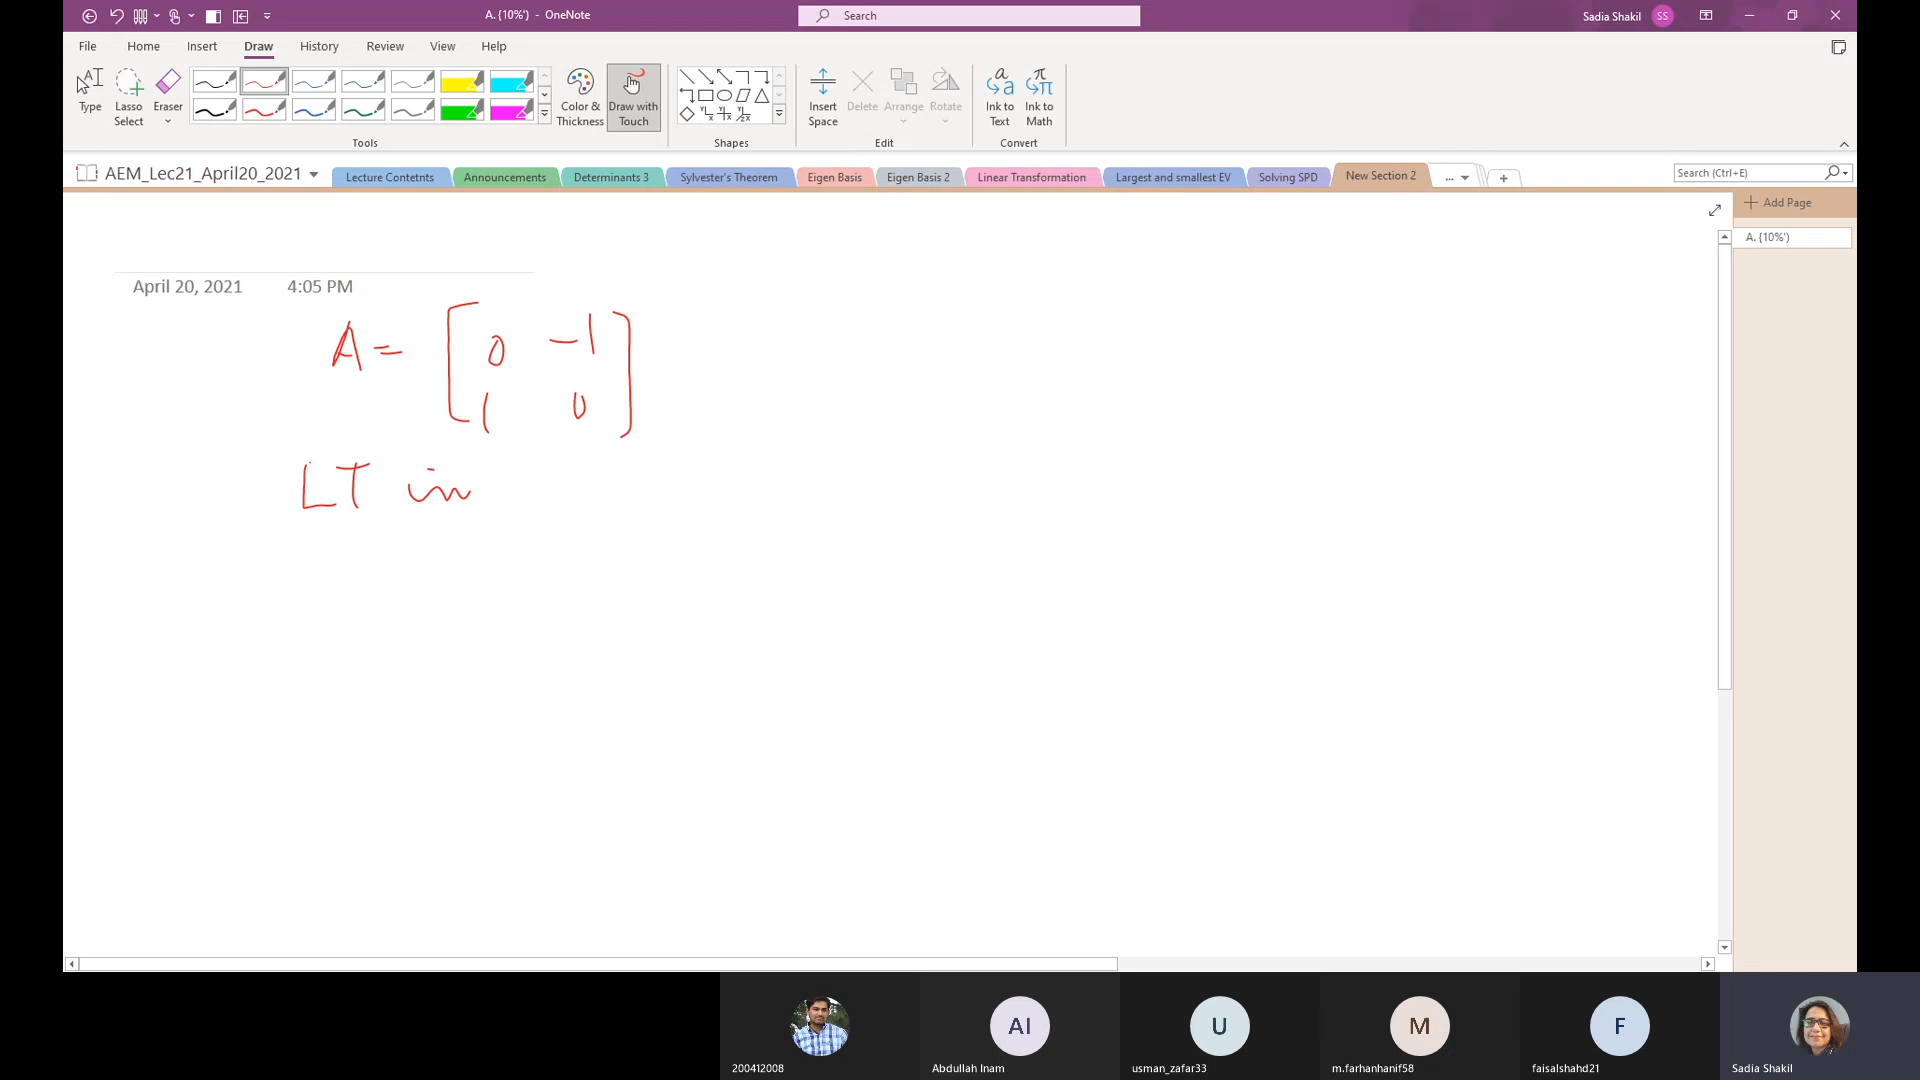 A. {10%') - OneNote
Search
Sadia Shakil SS
File Home Insert Draw History Review View Help
Type Lasso Select Eraser Color & Thickness Draw with Touch Insert Space Delete Arrange Rotate Ink to Text Ink to Math
Tools Shapes Edit Convert
AEM_Lec21_April20_2021 Lecture Contetnts Announcements Determinants 3 Sylvester's Theorem Eigen Basis Eigen Basis 2 Linear Transformation Largest and smallest EV Solving SPD New Section 2 ... Search (Ctrl+E)
Add Page
A. {10%')
April 20, 2021 4:05 PM
A = [ 0 -1
1 0 ]
LT in
AI U M F
200412008 Abdullah Inam usman_zafar33 m.farhanhanif58 faisalshahd21 Sadia Shakil